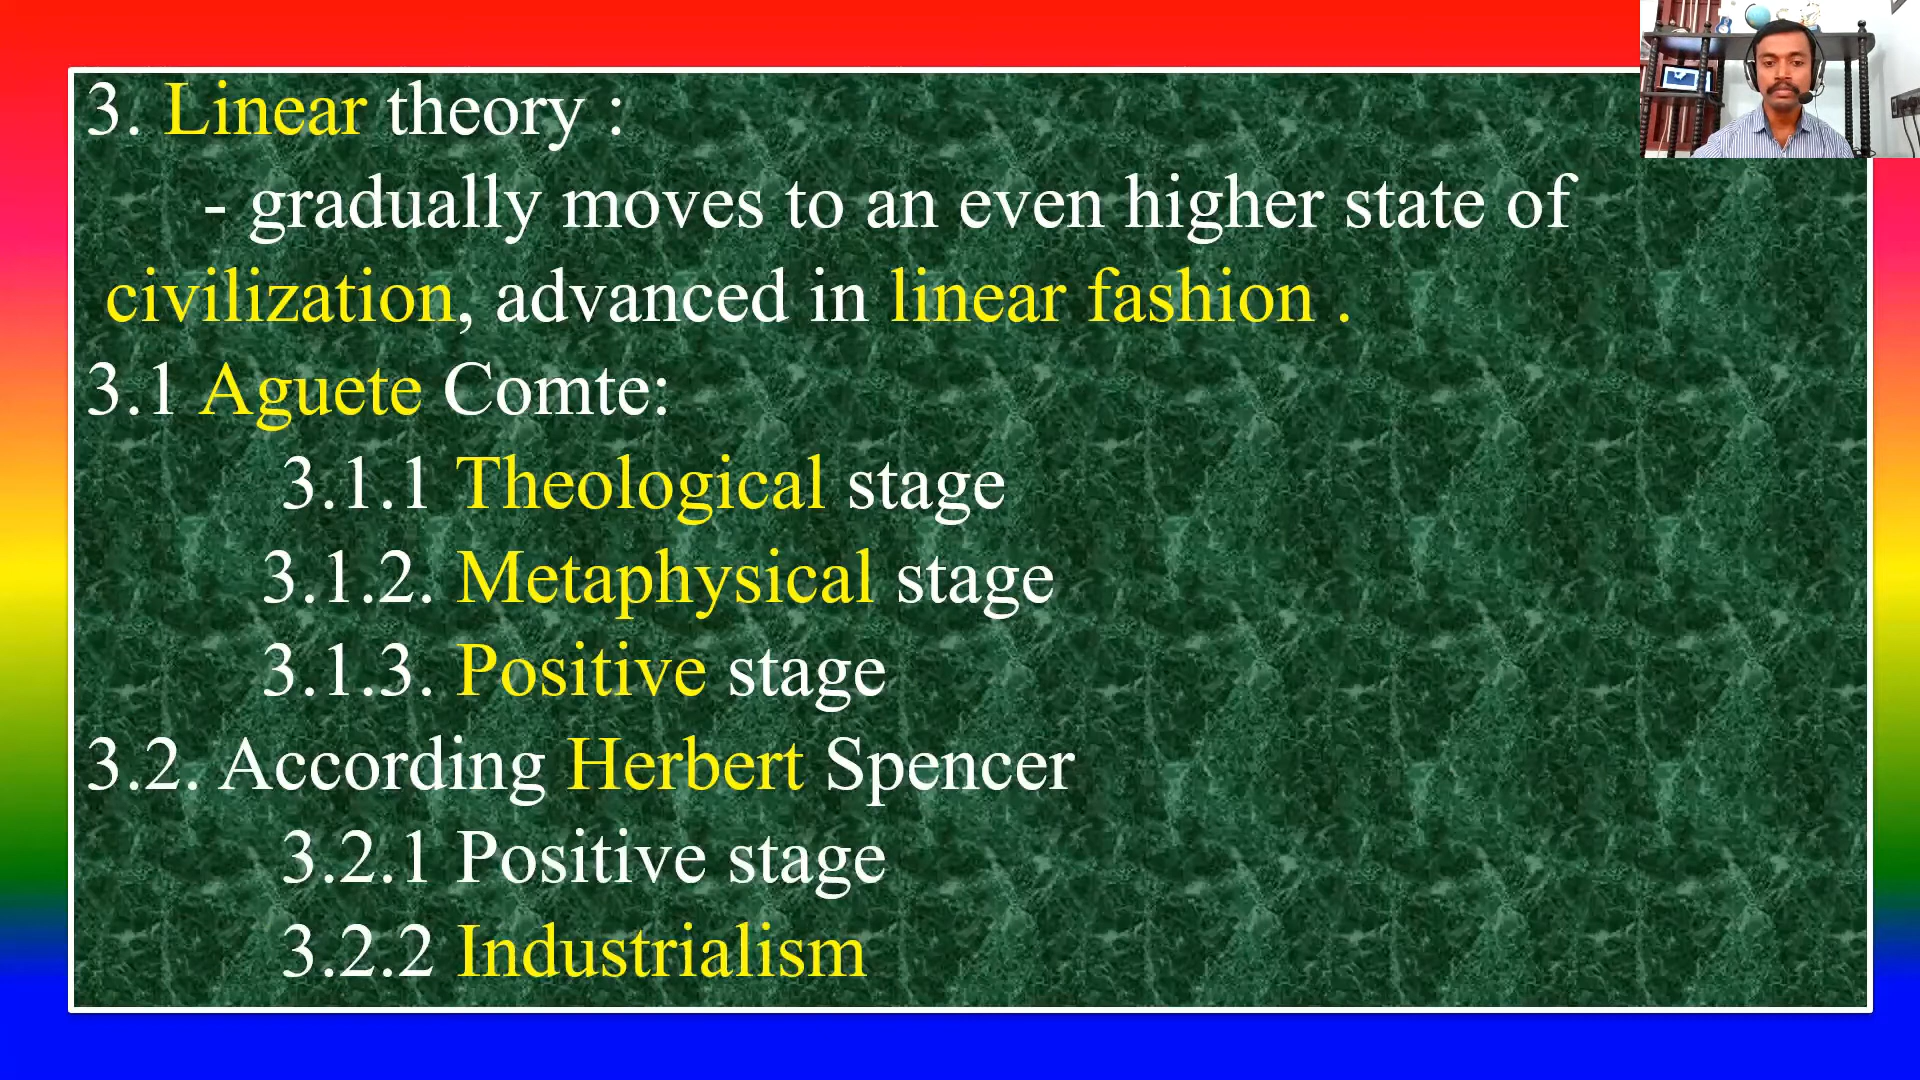 3. Linear theory :
- gradually moves to an even higher state of
civilization, advanced in linear fashion .
3.1 Aguete Comte:
3.1.1 Theological stage
3.1.2. Metaphysical stage
3.1.3. Positive stage
3.2. According Herbert Spencer
3.2.1 Positive stage
3.2.2 Industrialism